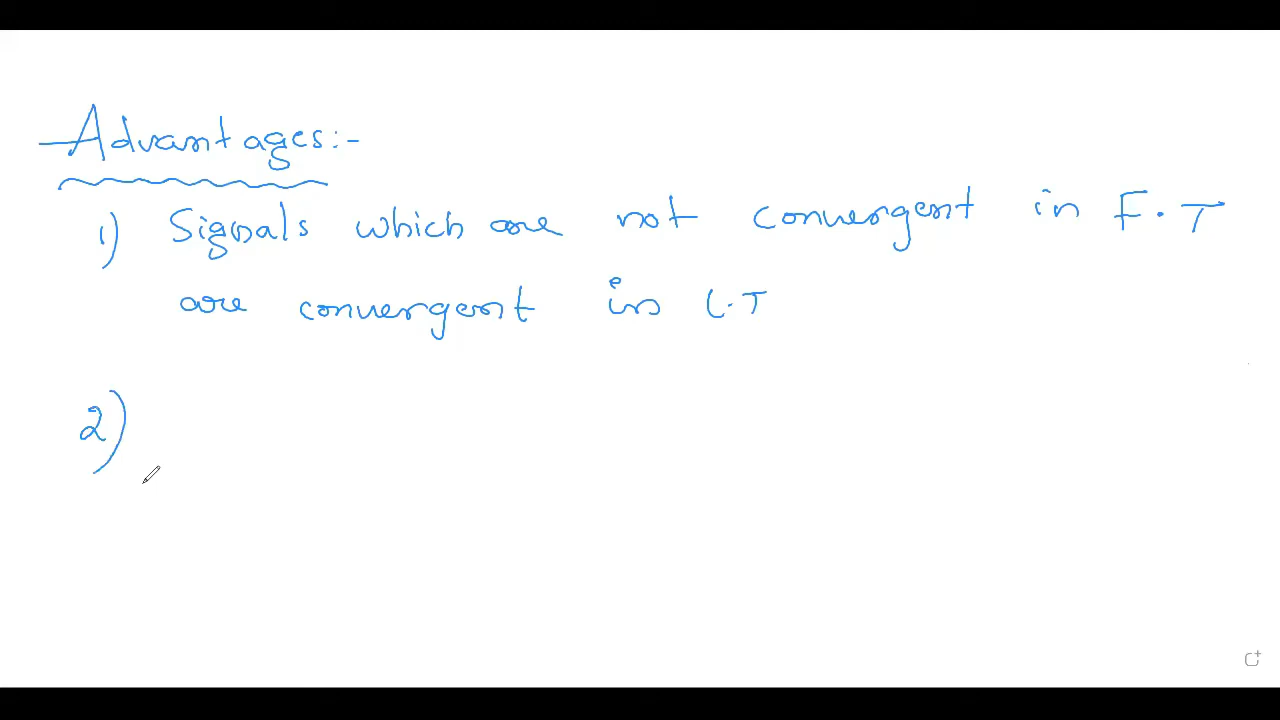 Advantages:-
1) Signals which are not convergent in F.T
are convergent in L.T
2)